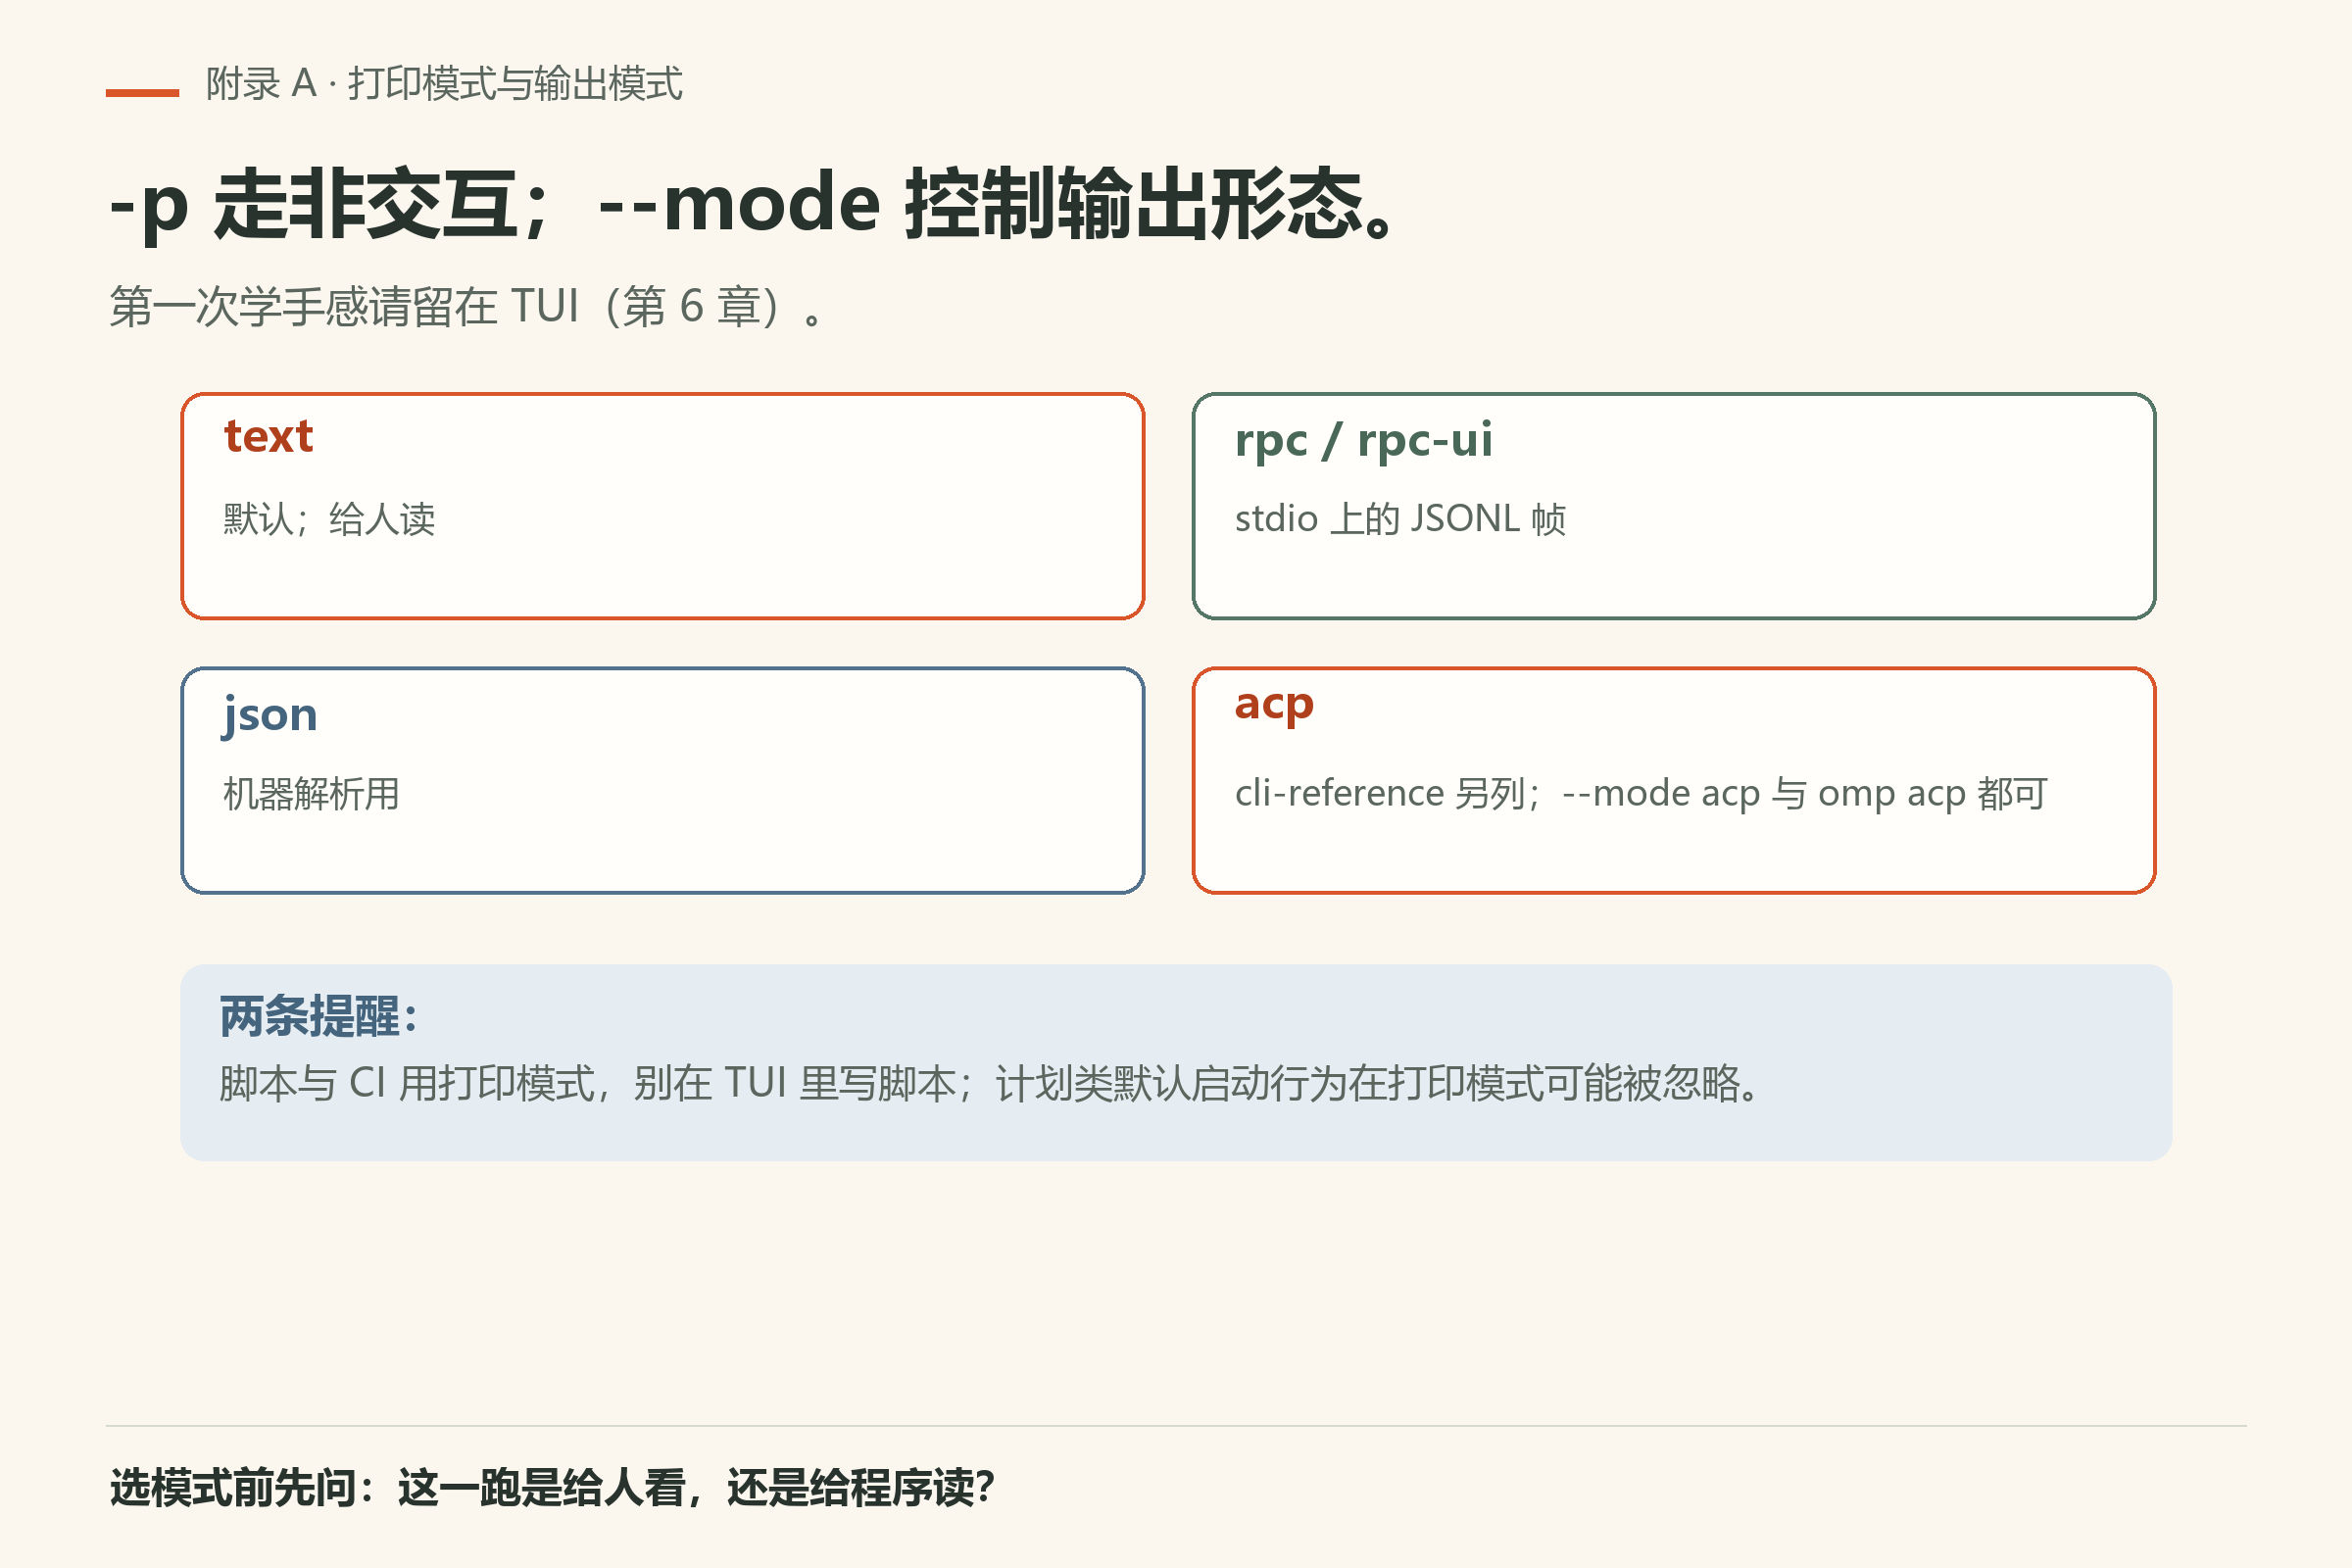 附录 A · 打印模式与输出模式
-p 走非交互；--mode 控制输出形态。
第一次学手感请留在 TUI（第 6 章）。
text
默认；给人读
rpc / rpc-ui
stdio 上的 JSONL 帧
json
机器解析用
acp
cli-reference 另列；--mode acp 与 omp acp 都可
两条提醒：
脚本与 CI 用打印模式，别在 TUI 里写脚本；计划类默认启动行为在打印模式可能被忽略。
选模式前先问：这一跑是给人看，还是给程序读？